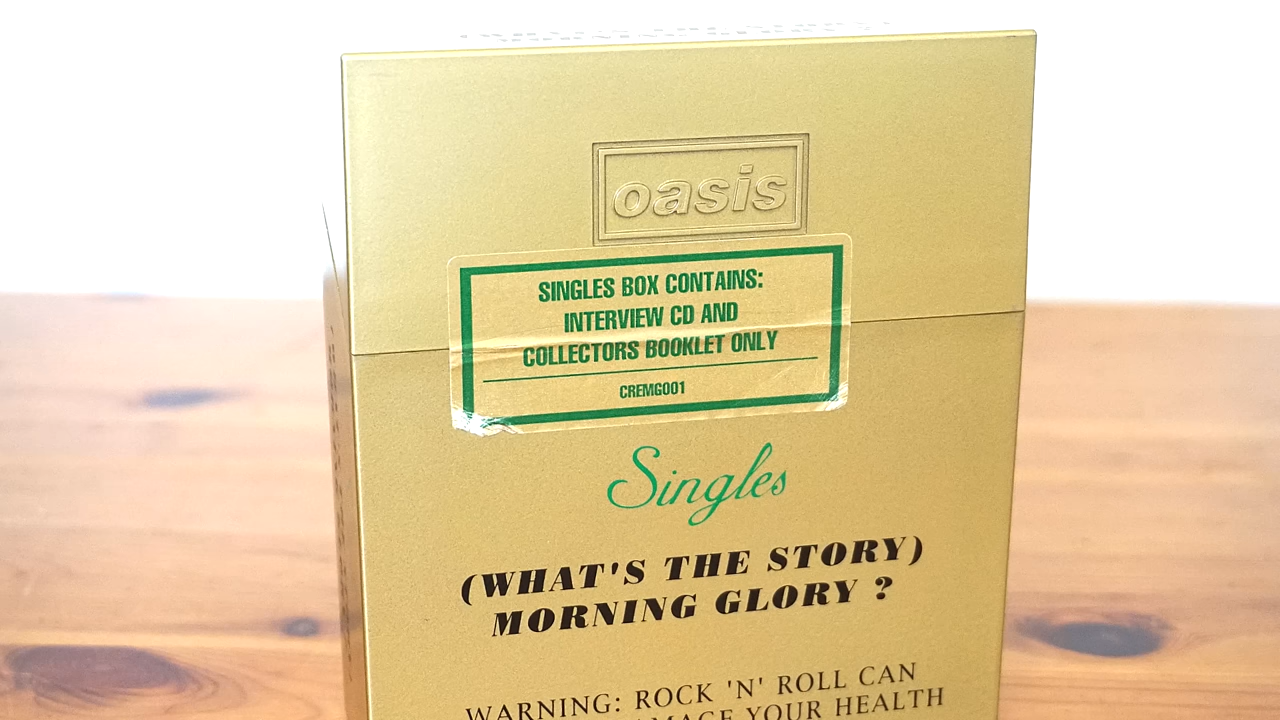 oasis
SINGLES BOX CONTAINS:
INTERVIEW CD AND
COLLECTORS BOOKLET ONLY
CREMG001
Singles
(WHAT'S THE STORY)
MORNING GLORY ?
WARNING: ROCK 'N' ROLL CAN
YOUR HEALTH